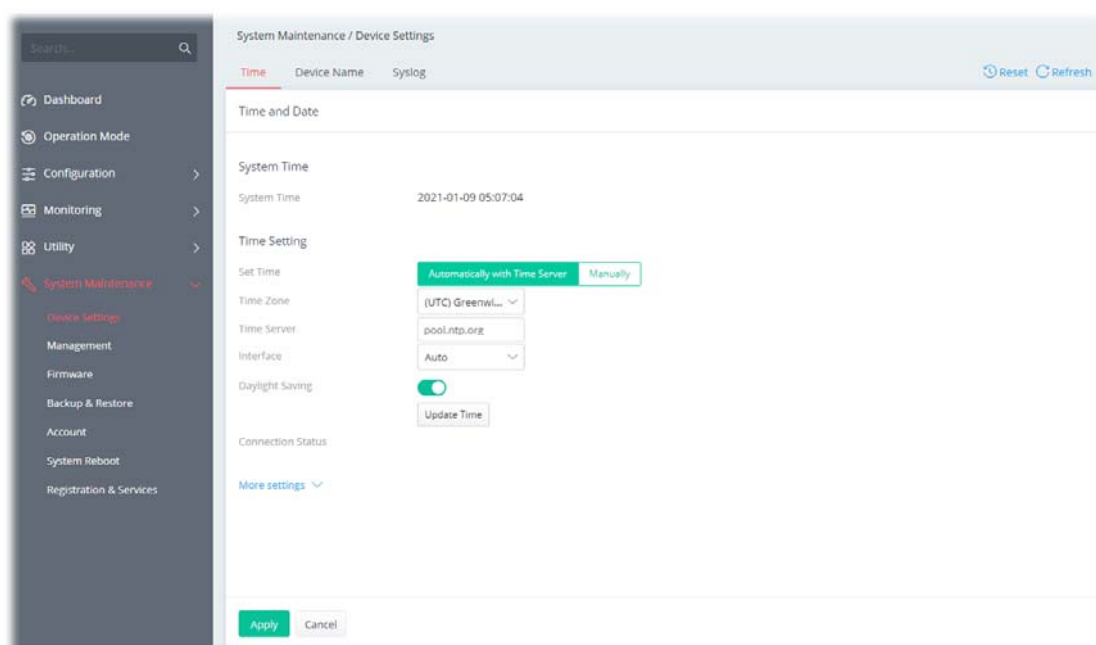 Search...
Dashboard
Operation Mode
Configuration
Monitoring
Utility
System Maintenance
Device Settings
Management
Firmware
Backup & Restore
Account
System Reboot
Registration & Services
System Maintenance / Device Settings
Time Device Name Syslog Reset Refresh
Time and Date
System Time
System Time 2021-01-09 05:07:04
Time Setting
Set Time Automatically with Time Server Manually
Time Zone (UTC) Greenwi...
Time Server pool.ntp.org
Interface Auto
Daylight Saving
Update Time
Connection Status
More settings
Apply Cancel